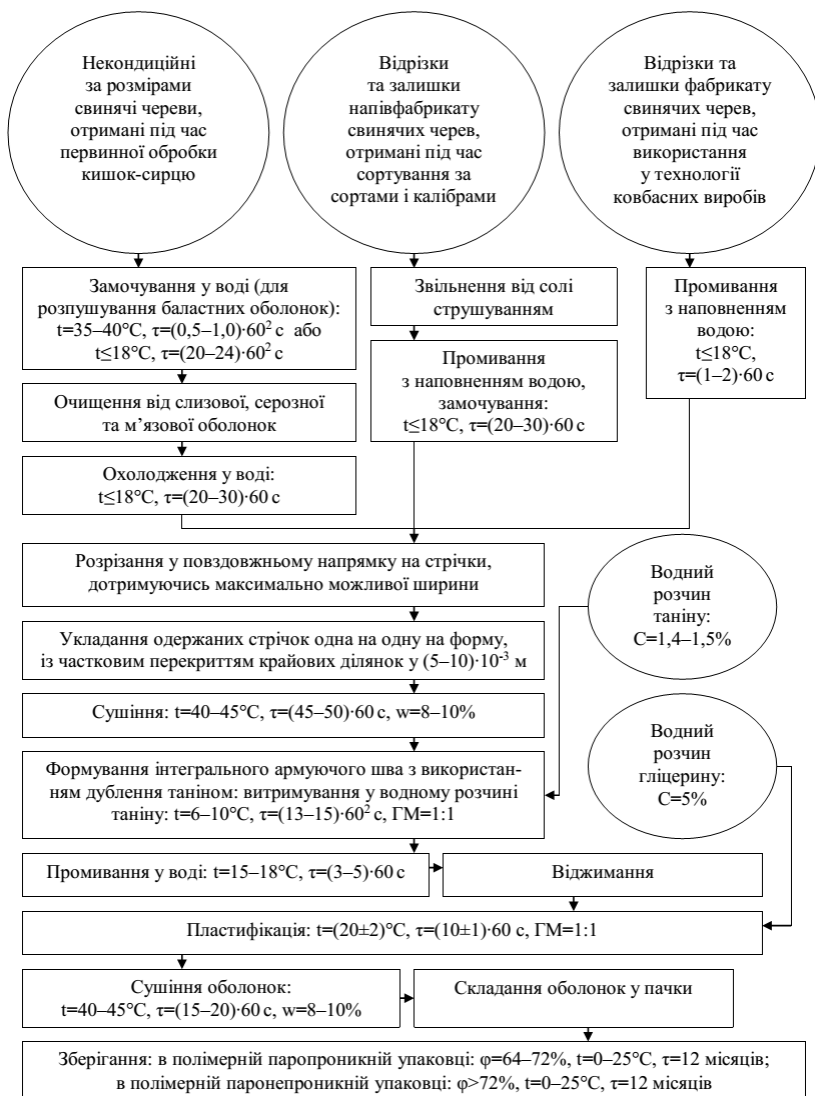 Некондиційні
за розмірами
свинячі череви,
отримані під час
первинної обробки
кишок-сирцю
Відрізки
та залишки
напівфабрикату
свинячих черев,
отримані під час
сортування за
сортами і калібрами
Відрізки та
залишки фабрикату
свинячих черев,
отримані під час
використання
у технології
ковбасних виробів
Замочування у воді (для
розпушування баластних оболонок):
t=35–40°С, τ=(0,5–1,0)·60² с або
t≤18°С, τ=(20–24)·60² с
Очищення від слизової, серозної
та м’язової оболонок
Охолодження у воді:
t≤18°С, τ=(20–30)·60 с
Звільнення від солі
струшуванням
Промивання
з наповненням водою,
замочування:
t≤18°С, τ=(20–30)·60 с
Промивання
з наповненням
водою:
t≤18°С,
τ=(1–2)·60 с
Розрізання у повздовжньому напрямку на стрічки,
дотримуючись максимально можливої ширини
Укладання одержаних стрічок одна на одну на форму,
із частковим перекриттям крайових ділянок у (5–10)·10⁻³ м
Сушіння: t=40–45°С, τ=(45–50)·60 с, w=8–10%
Водний
розчин
таніну:
С=1,4–1,5%
Формування інтегрального армуючого шва з використан-
ням дублення таніном: витримування у водному розчині
таніну: t=6–10°С, τ=(13–15)·60² с, ГМ=1:1
Водний
розчин
гліцерину:
С=5%
Промивання у воді: t=15–18°С, τ=(3–5)·60 с
Віджимання
Пластифікація: t=(20±2)°С, τ=(10±1)·60 с, ГМ=1:1
Сушіння оболонок:
t=40–45°С, τ=(15–20)·60 с, w=8–10%
Складання оболонок у пачки
Зберігання: в полімерній паропроникній упаковці: φ=64–72%, t=0–25°С, τ=12 місяців;
в полімерній паронепроникній упаковці: φ>72%, t=0–25°С, τ=12 місяців